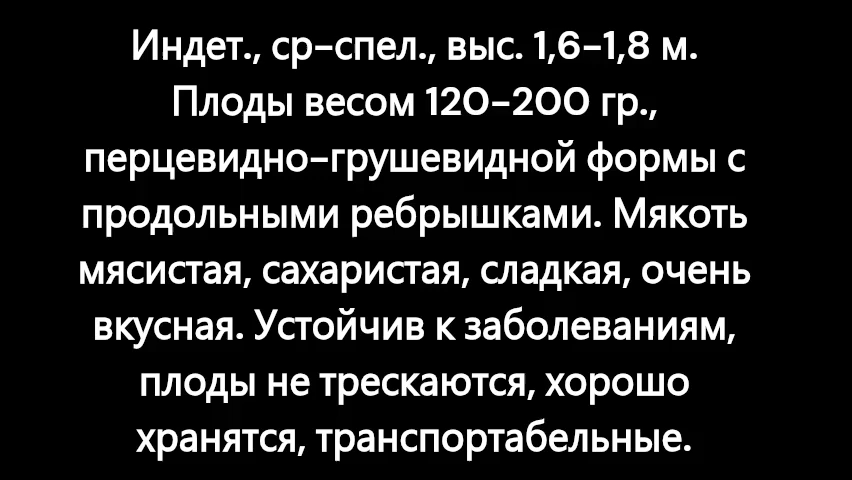 Индет., ср-спел., выс. 1,6-1,8 м.
Плоды весом 120-200 гр.,
перцевидно-грушевидной формы с
продольными ребрышками. Мякоть
мясистая, сахаристая, сладкая, очень
вкусная. Устойчив к заболеваниям,
плоды не трескаются, хорошо
хранятся, транспортабельные.